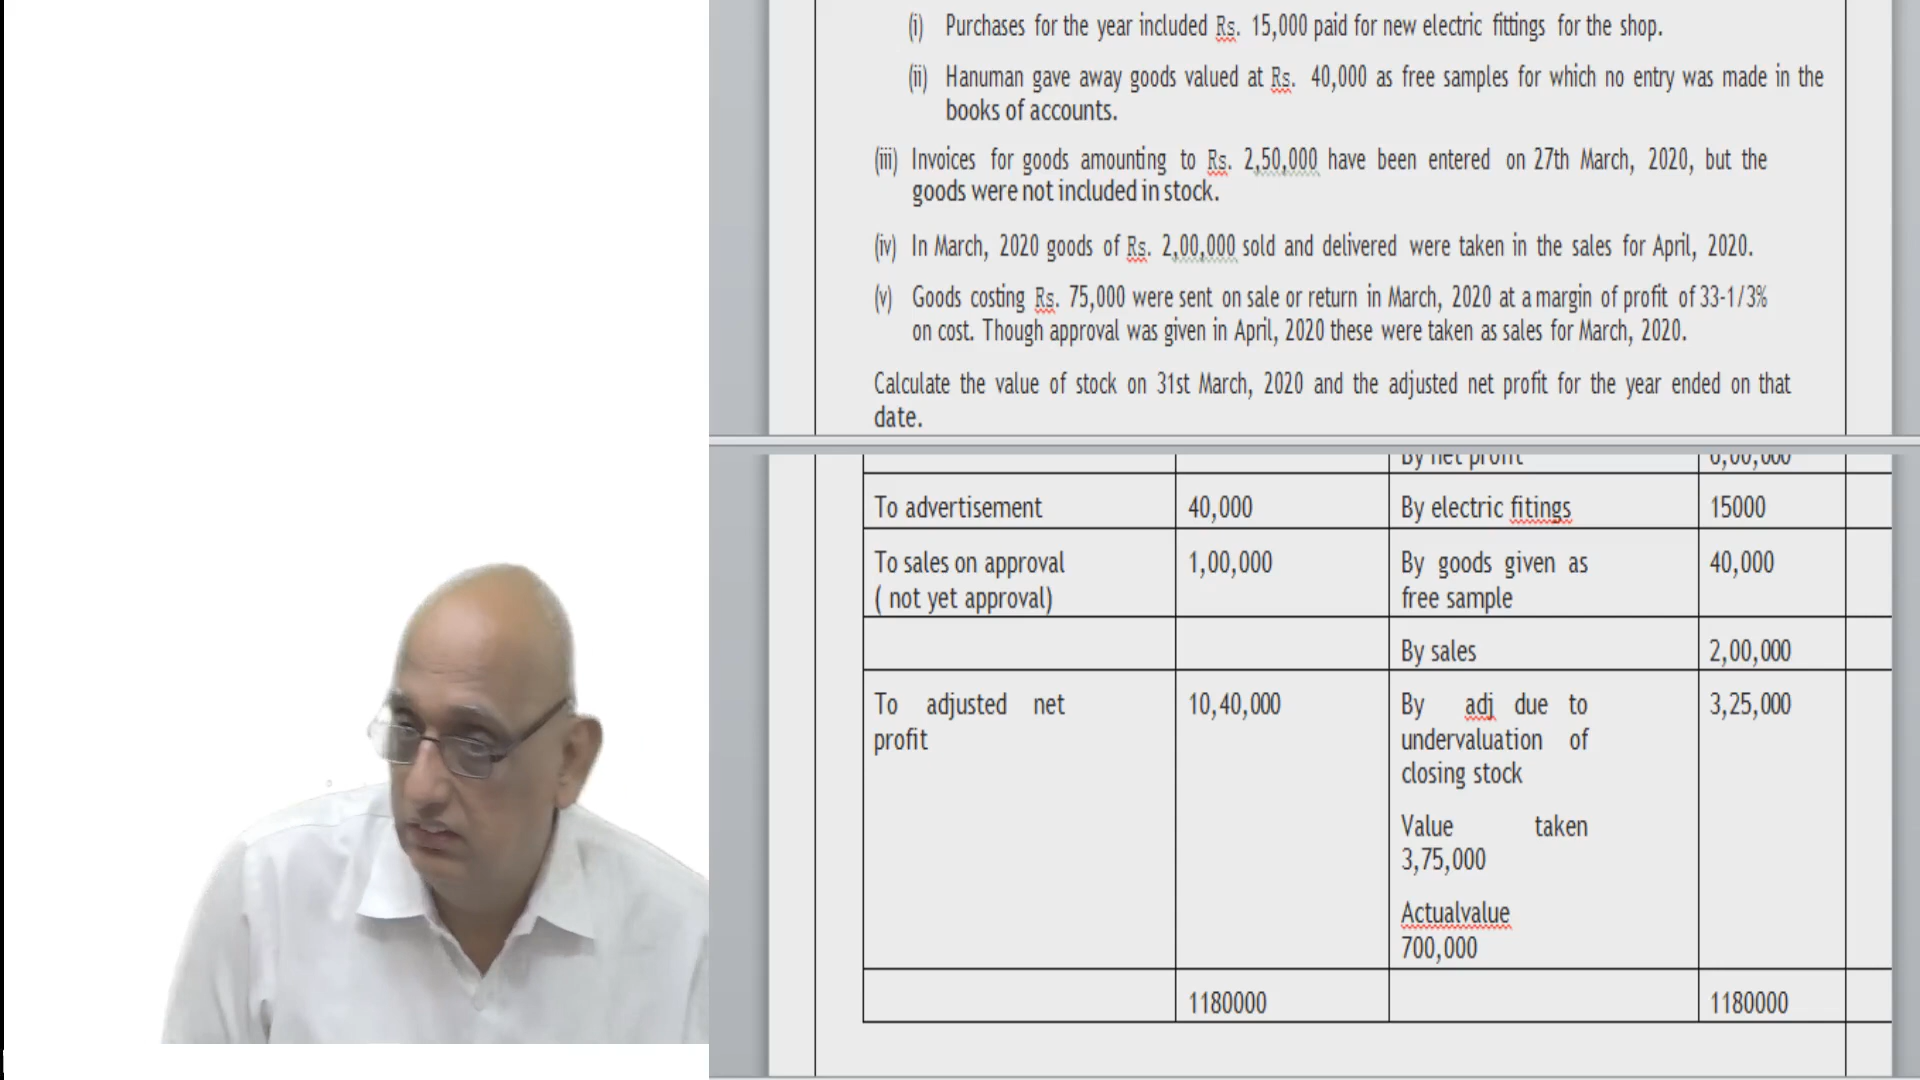 (i) Purchases for the year included Rs. 15,000 paid for new electric fittings for the shop.
(ii) Hanuman gave away goods valued at Rs. 40,000 as free samples for which no entry was made in the
books of accounts.
(iii) Invoices for goods amounting to Rs. 2,50,000 have been entered on 27th March, 2020, but the
goods were not included in stock.
(iv) In March, 2020 goods of Rs. 2,00,000 sold and delivered were taken in the sales for April, 2020.
(v) Goods costing Rs. 75,000 were sent on sale or return in March, 2020 at a margin of profit of 33-1/3%
on cost. Though approval was given in April, 2020 these were taken as sales for March, 2020.
Calculate the value of stock on 31st March, 2020 and the adjusted net profit for the year ended on that
date.
By net profit 6,00,000
To advertisement 40,000 By electric fitings 15000
To sales on approval 1,00,000 By goods given as 40,000
( not yet approval) free sample
By sales 2,00,000
To adjusted net 10,40,000 By adj due to 3,25,000
profit undervaluation of
closing stock
Value taken
3,75,000
Actualvalue
700,000
1180000 1180000